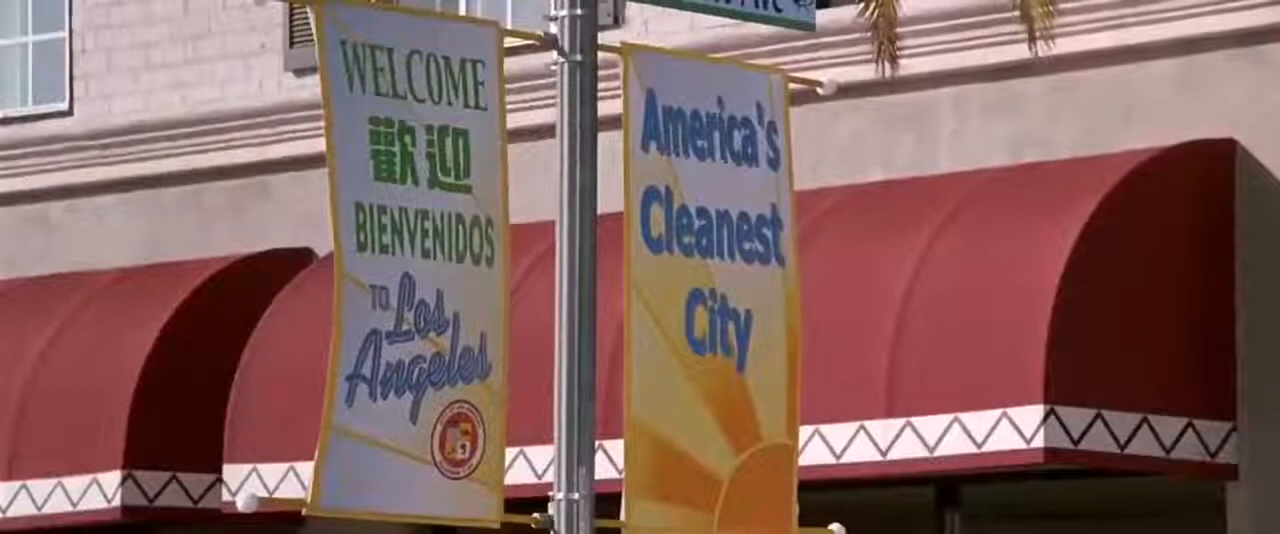 WELCOME
歡迎
BIENVENIDOS
TO Los
Angeles
America's
Cleanest
City